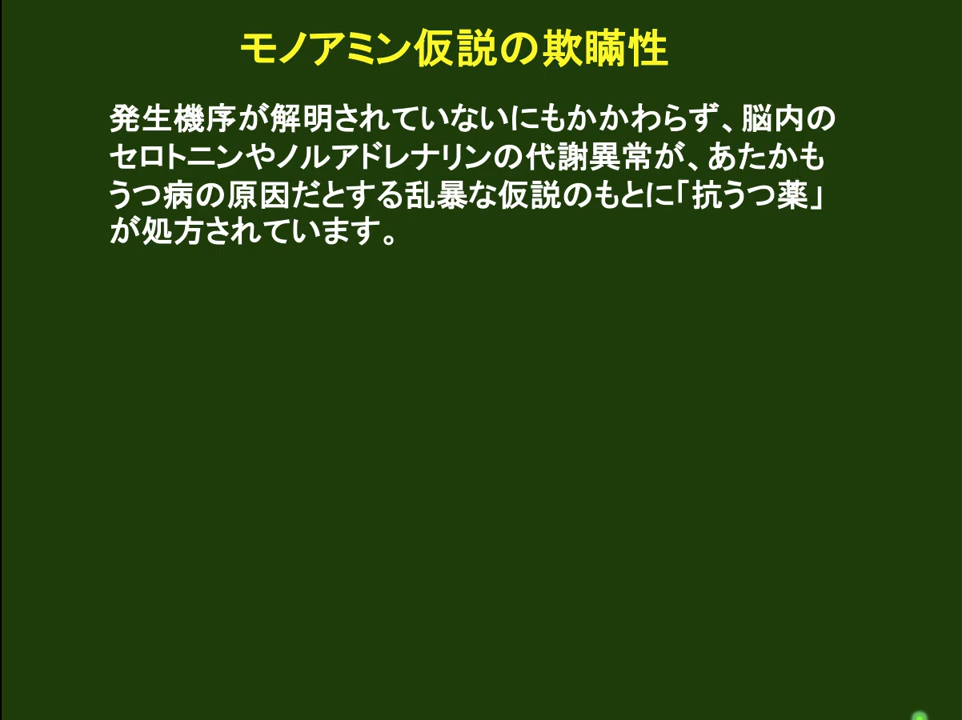 モノアミン仮説の欺瞞性
発生機序が解明されていないにもかかわらず、脳内の
セロトニンやノルアドレナリンの代謝異常が、あたかも
うつ病の原因だとする乱暴な仮説のもとに「抗うつ薬」
が処方されています。